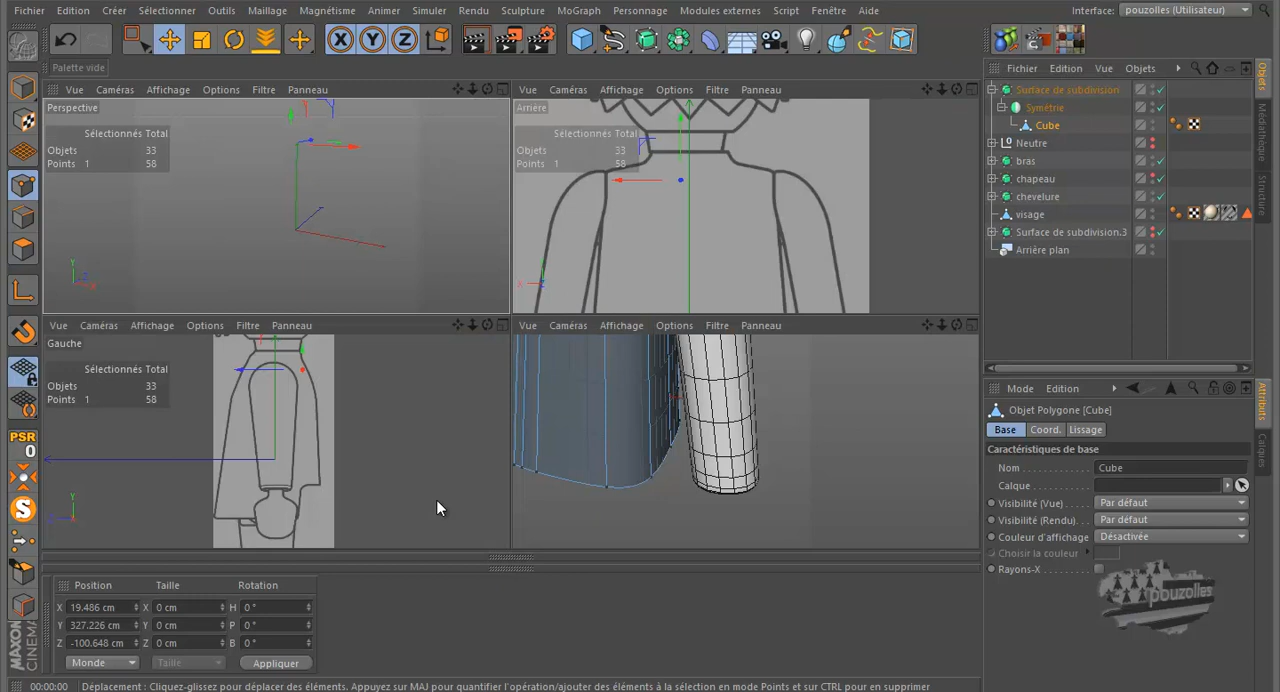 Fichier Edition Créer Sélectionner Outils Maillage Magnétisme Animer Simuler Rendu Sculpture MoGraph Personnage Modules externes Script Fenêtre Aide Interface: pouzolles (Utilisateur)
X Y Z
Palette vide
Fichier Edition Vue Objets
Vue Caméras Affichage Options Filtre Panneau
Vue Caméras Affichage Options Filtre Panneau
Perspective
Sélectionnés Total
Objets 33
Points 1 58
Arrière
Sélectionnés Total
Objets 33
Points 1 58
Surface de subdivision
Symétrie
Cube
Neutre
bras
chapeau
chevelure
visage
Surface de subdivision.3
Arrière plan
Objets
Médiathèque
Structure
Vue Caméras Affichage Options Filtre Panneau
Vue Caméras Affichage Options Filtre Panneau
Gauche
Sélectionnés Total
Objets 33
Points 1 58
PSR
0
S
Mode Edition
Objet Polygone [Cube]
Base Coord. Lissage
Caractéristiques de base
Nom Cube
Calque
Visibilité (Vue) Par défaut
Visibilité (Rendu) Par défaut
Couleur d'affichage Désactivée
Choisir la couleur
Rayons-X
Attributs
Calques
pouzolles
Position Taille Rotation
X 19.486 cm X 0 cm H 0 °
Y 327.226 cm Y 0 cm P 0 °
Z -100.648 cm Z 0 cm B 0 °
Monde Taille Appliquer
MAXON
CINEMA
00:00:00 Déplacement : Cliquez-glissez pour déplacer des éléments. Appuyez sur MAJ pour quantifier l'opération/ajouter des éléments à la sélection en mode Points et sur CTRL pour en supprimer